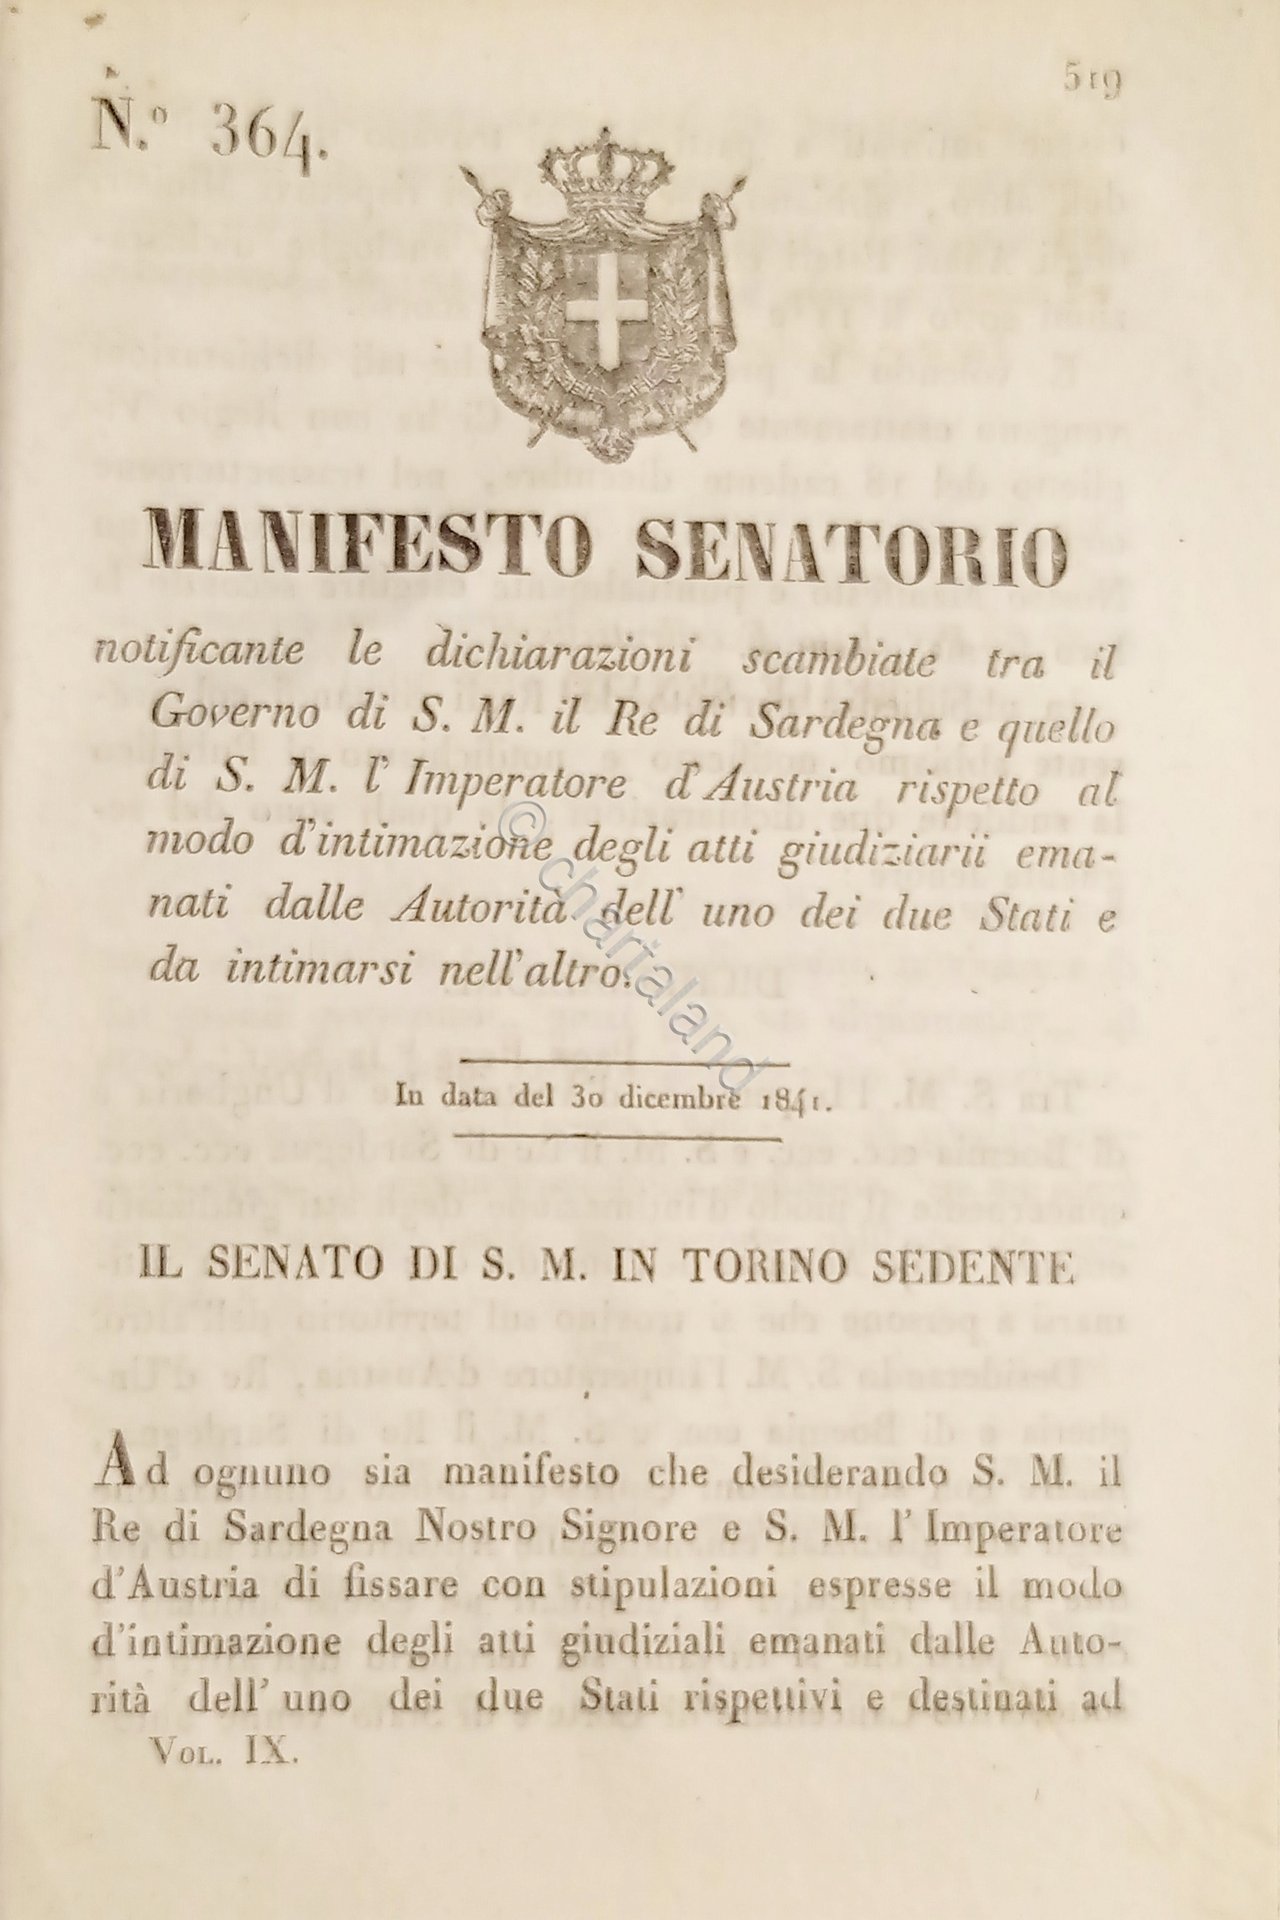 519
N.º 364.
MANIFESTO SENATORIO
notificante le dichiarazioni scambiate tra il
Governo di S. M. il Re di Sardegna e quello
di S. M. l'Imperatore d'Austria rispetto al
modo d'intimazione degli atti giudiziarii ema-
nati dalle Autorità dell'uno dei due Stati e
da intimarsi nell'altro.
© chartaland
In data del 30 dicembre 1841.
IL SENATO DI S. M. IN TORINO SEDENTE
Ad ognuno sia manifesto che desiderando S. M. il
Re di Sardegna Nostro Signore e S. M. l'Imperatore
d'Austria di fissare con stipulazioni espresse il modo
d'intimazione degli atti giudiziali emanati dalle Auto-
rità dell'uno dei due Stati rispettivi e destinati ad
VOL. IX.